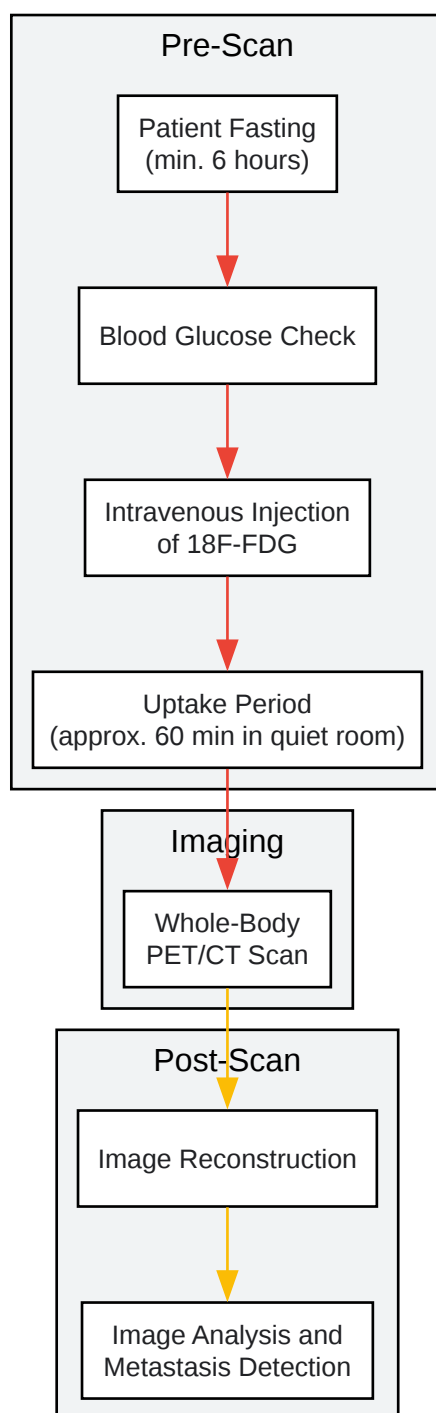 Pre-Scan
Patient Fasting
(min. 6 hours)
Blood Glucose Check
Intravenous Injection
of 18F-FDG
Uptake Period
(approx. 60 min in quiet room)
Imaging
Whole-Body
PET/CT Scan
Post-Scan
Image Reconstruction
Image Analysis and
Metastasis Detection